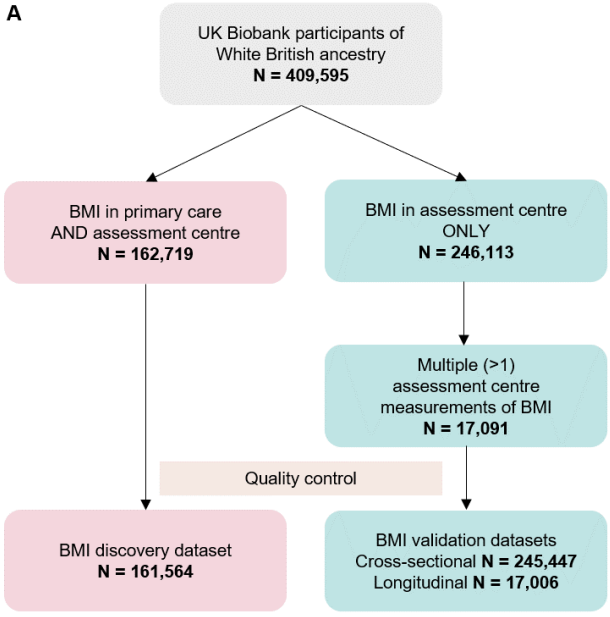 A
UK Biobank participants of
White British ancestry
N = 409,595
BMI in primary care
AND assessment centre
N = 162,719
BMI in assessment centre
ONLY
N = 246,113
Multiple (>1)
assessment centre
measurements of BMI
N = 17,091
Quality control
BMI discovery dataset
N = 161,564
BMI validation datasets
Cross-sectional N = 245,447
Longitudinal N = 17,006